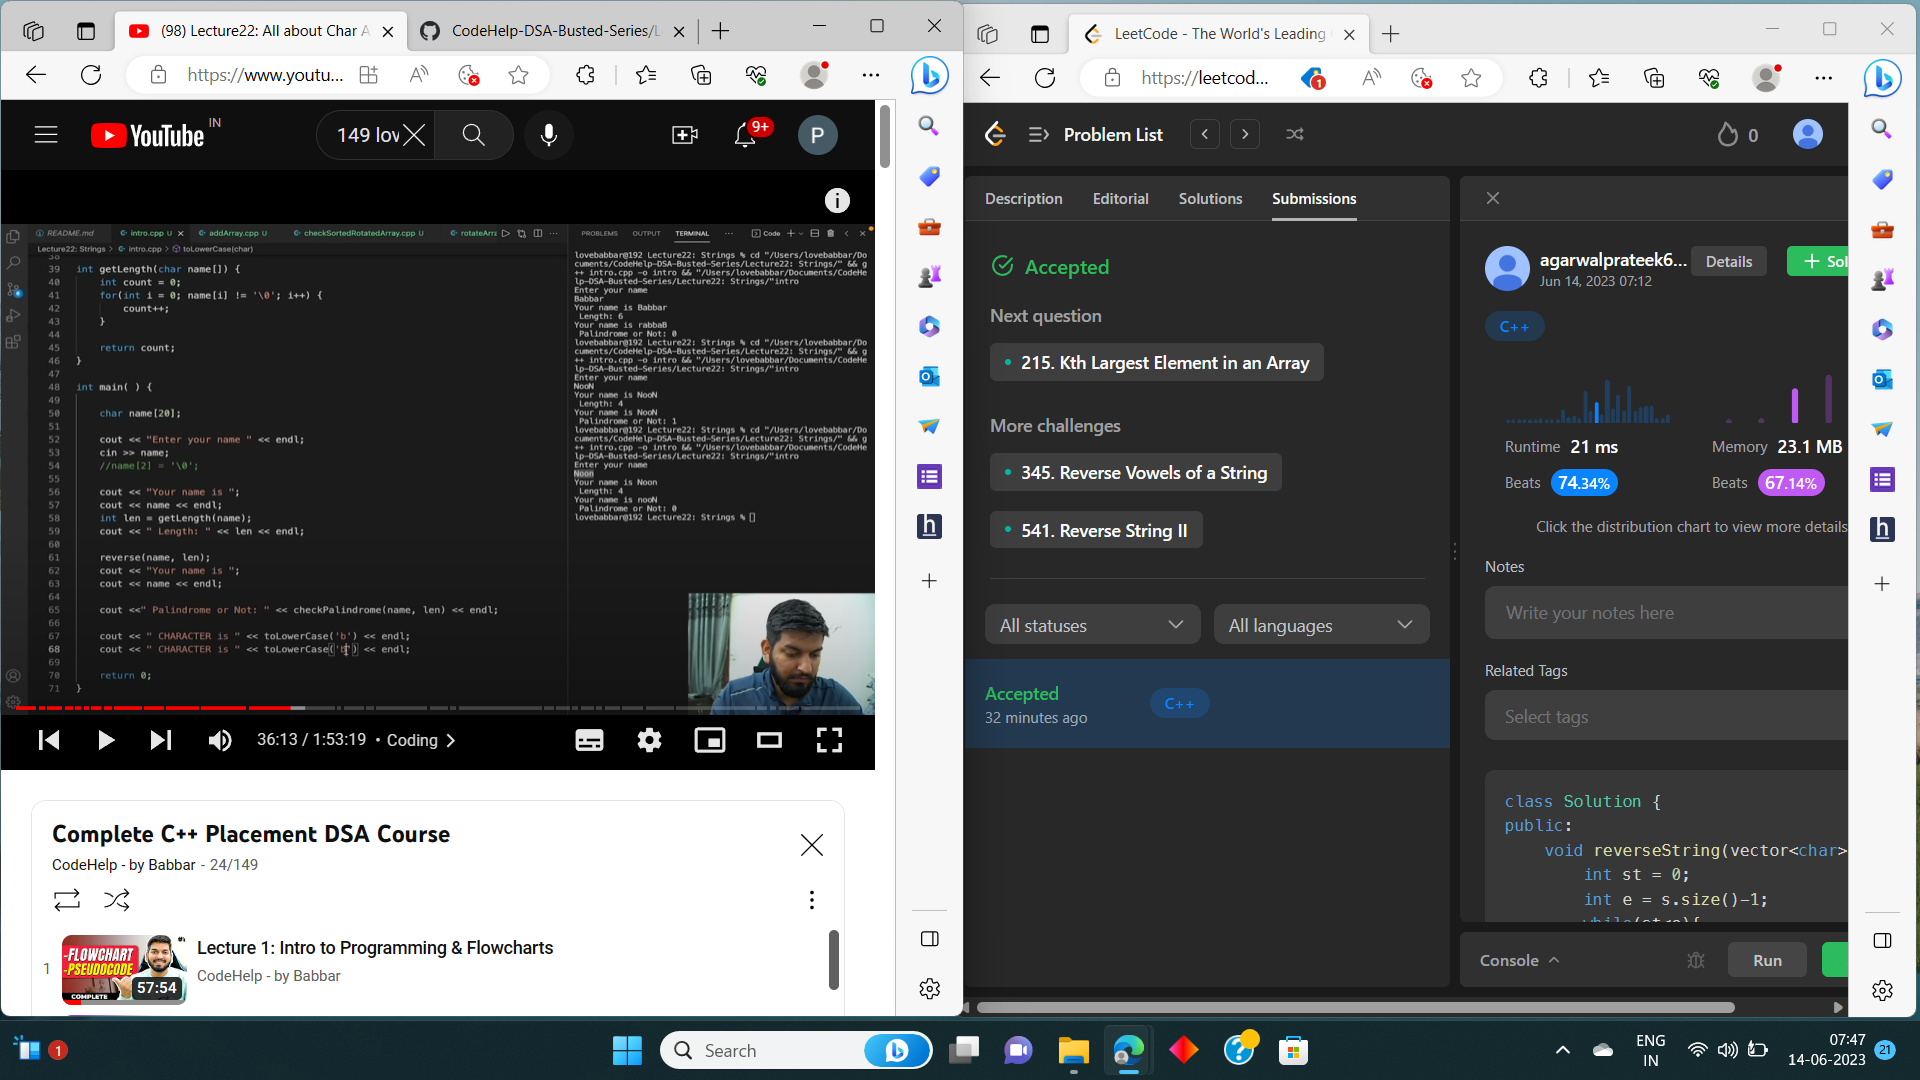 (98) Lecture22: All about Char A
CodeHelp-DSA-Busted-Series/L
https://www.youtu...
YouTube IN
149 lov
9+
P
README.md
intro.cpp U
addArray.cpp U
checkSortedRotatedArray.cpp U
rotateArra
Lecture22: Strings > intro.cpp > toLowerCase(char)
38
39 int getLength(char name[]) {
40 int count = 0;
41 for(int i = 0; name[i] != '\0'; i++) {
42 count++;
43 }
44
45 return count;
46 }
47
48 int main( ) {
49
50 char name[20];
51
52 cout << "Enter your name " << endl;
53 cin >> name;
54 //name[2] = '\0';
55
56 cout << "Your name is ";
57 cout << name << endl;
58 int len = getLength(name);
59 cout << " Length: " << len << endl;
60
61 reverse(name, len);
62 cout << "Your name is ";
63 cout << name << endl;
64
65 cout <<" Palindrome or Not: " << checkPalindrome(name, len) << endl;
66
67 cout << " CHARACTER is " << toLowerCase('b') << endl;
68 cout << " CHARACTER is " << toLowerCase('B') << endl;
69
70 return 0;
71 }
PROBLEMS OUTPUT TERMINAL ... Code
lovebabbar@192 Lecture22: Strings % cd "/Users/lovebabbar/Do
cuments/CodeHelp-DSA-Busted-Series/Lecture22: Strings/" && g
++ intro.cpp -o intro && "/Users/lovebabbar/Documents/CodeHe
lp-DSA-Busted-Series/Lecture22: Strings/"intro
Enter your name
Babbar
Your name is Babbar
Length: 6
Your name is rabbaB
Palindrome or Not: 0
lovebabbar@192 Lecture22: Strings % cd "/Users/lovebabbar/Do
cuments/CodeHelp-DSA-Busted-Series/Lecture22: Strings/" && g
++ intro.cpp -o intro && "/Users/lovebabbar/Documents/CodeHe
lp-DSA-Busted-Series/Lecture22: Strings/"intro
Enter your name
NooN
Your name is NooN
Length: 4
Your name is NooN
Palindrome or Not: 1
lovebabbar@192 Lecture22: Strings % cd "/Users/lovebabbar/Do
cuments/CodeHelp-DSA-Busted-Series/Lecture22: Strings/" && g
++ intro.cpp -o intro && "/Users/lovebabbar/Documents/CodeHe
lp-DSA-Busted-Series/Lecture22: Strings/"intro
Enter your name
Noon
Your name is Noon
Length: 4
Your name is nooN
Palindrome or Not: 0
lovebabbar@192 Lecture22: Strings %
36:13 / 1:53:19 • Coding
Complete C++ Placement DSA Course
CodeHelp - by Babbar - 24/149
1
-FLOWCHART
-PSEUDOCODE
COMPLETE
57:54
Lecture 1: Intro to Programming & Flowcharts
CodeHelp - by Babbar
LeetCode - The World's Leading
https://leetcod...
1
Problem List
0
Description Editorial Solutions Submissions
Accepted
Next question
215. Kth Largest Element in an Array
More challenges
345. Reverse Vowels of a String
541. Reverse String II
All statuses
All languages
Accepted
32 minutes ago
C++
agarwalprateek6...
Jun 14, 2023 07:12
Details
Sol
C++
Runtime 21 ms
Beats 74.34%
Memory 23.1 MB
Beats 67.14%
Click the distribution chart to view more details
Notes
Write your notes here
Related Tags
Select tags
class Solution {
public:
void reverseString(vector<char>
int st = 0;
int e = s.size()-1;
while(st<e){
Console
Run
1
Search
ENG
IN
07:47
14-06-2023
21